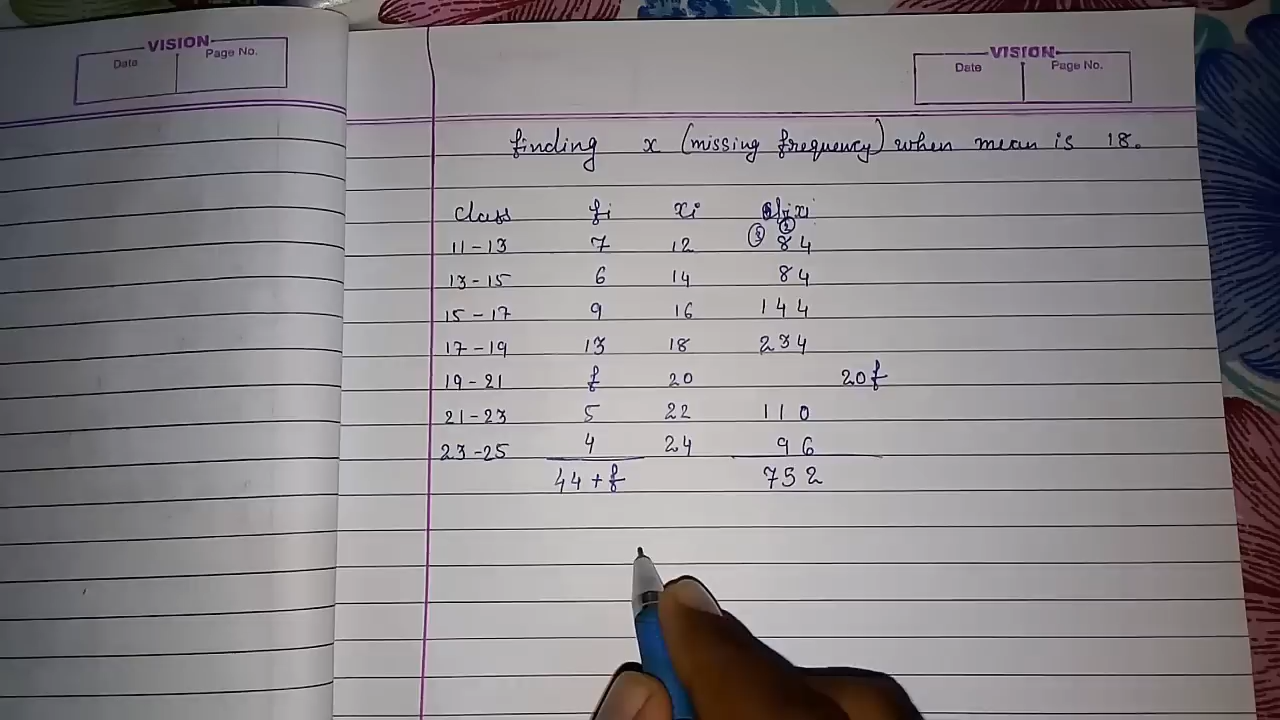 VISION
Date Page No.
VISION
Date Page No.
finding x (missing frequency) when mean is 18.
class fi xi fixi
11-13 7 12 84
13-15 6 14 84
15-17 9 16 144
17-19 13 18 234
19-21 f 20 20f
21-23 5 22 110
23-25 4 24 96
44+f 752